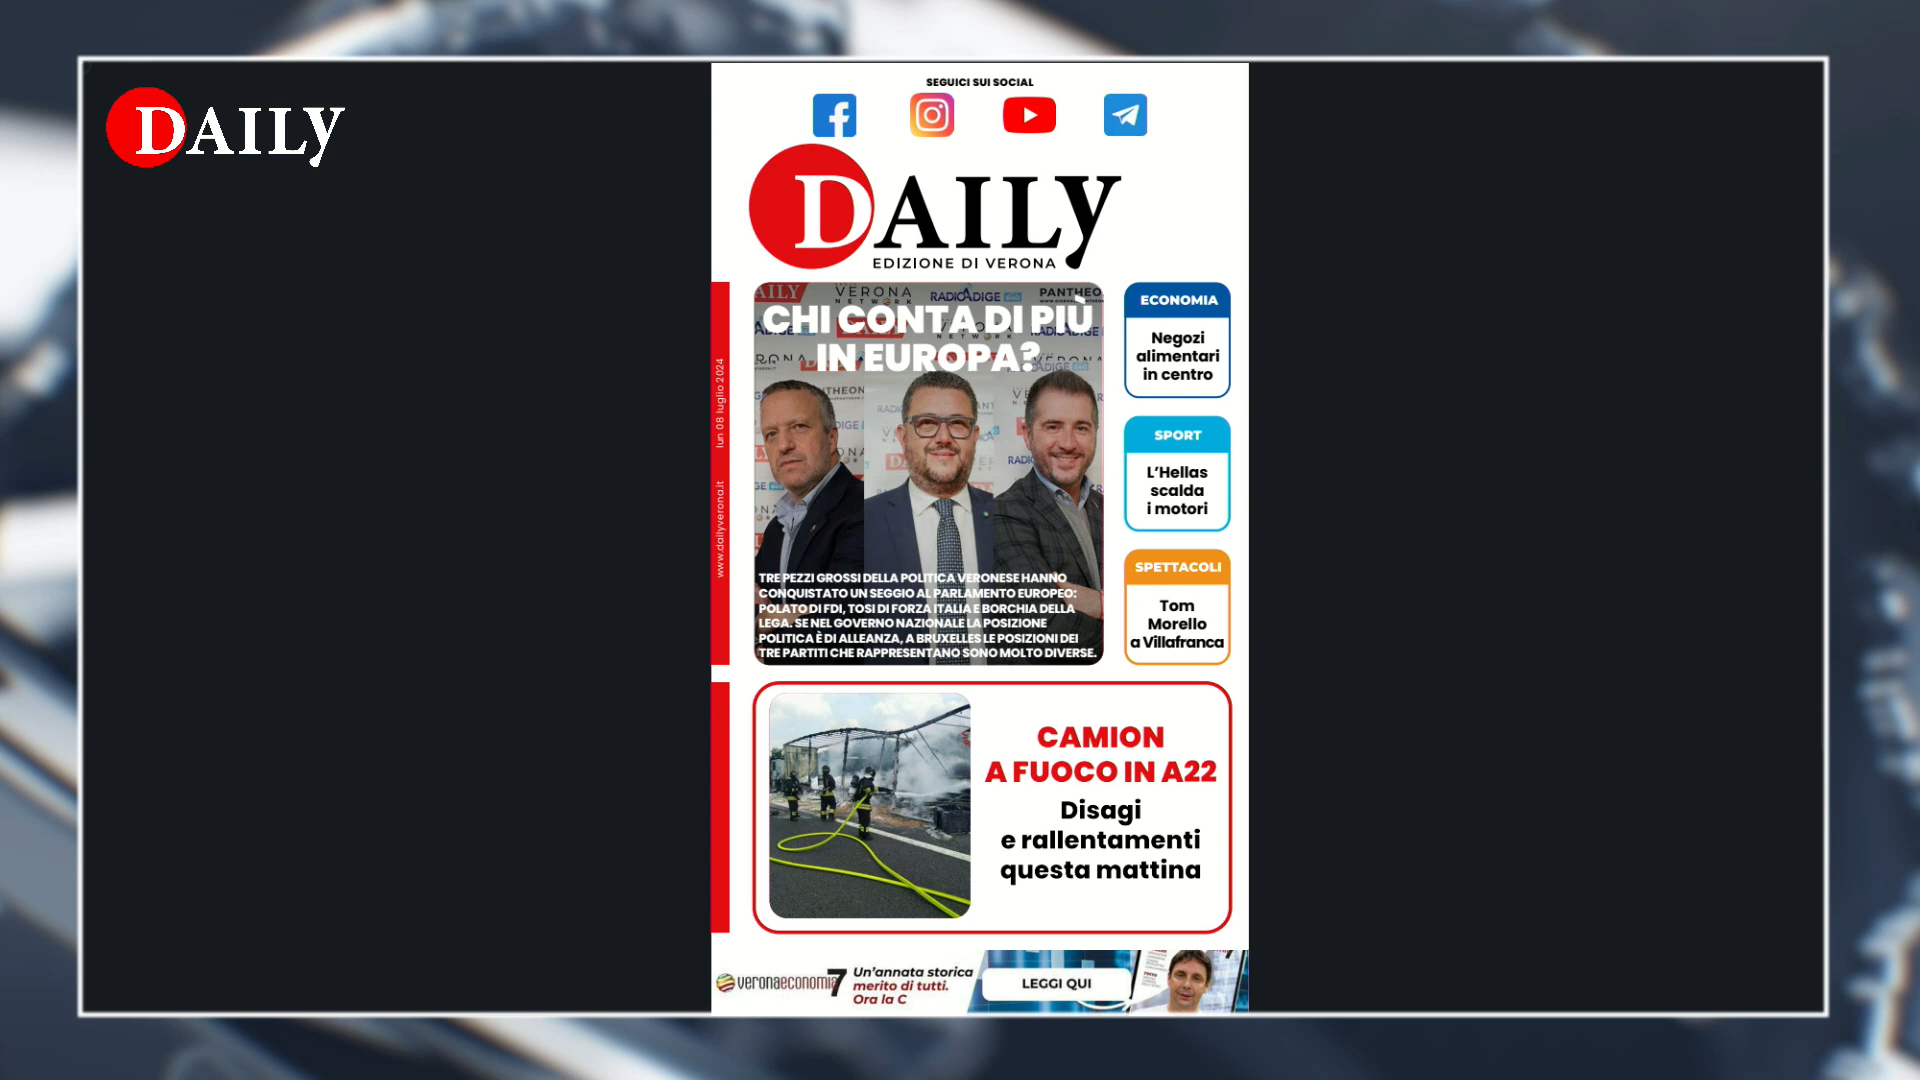 DAILY
SEGUICI SUI SOCIAL
DAILY
EDIZIONE DI VERONA
www.dailyverona.it lun 08 luglio 2024
CHI CONTA DI PIÙ
IN EUROPA?
TRE PEZZI GROSSI DELLA POLITICA VERONESE HANNO
CONQUISTATO UN SEGGIO AL PARLAMENTO EUROPEO:
POLATO DI FDI, TOSI DI FORZA ITALIA E BORCHIA DELLA
LEGA. SE NEL GOVERNO NAZIONALE LA POSIZIONE
POLITICA È DI ALLEANZA, A BRUXELLES LE POSIZIONI DEI
TRE PARTITI CHE RAPPRESENTANO SONO MOLTO DIVERSE.
ECONOMIA
Negozi
alimentari
in centro
SPORT
L'Hellas
scalda
i motori
SPETTACOLI
Tom
Morello
a Villafranca
CAMION
A FUOCO IN A22
Disagi
e rallentamenti
questa mattina
veronaeconomia7
Un'annata storica
merito di tutti.
Ora la C
LEGGI QUI